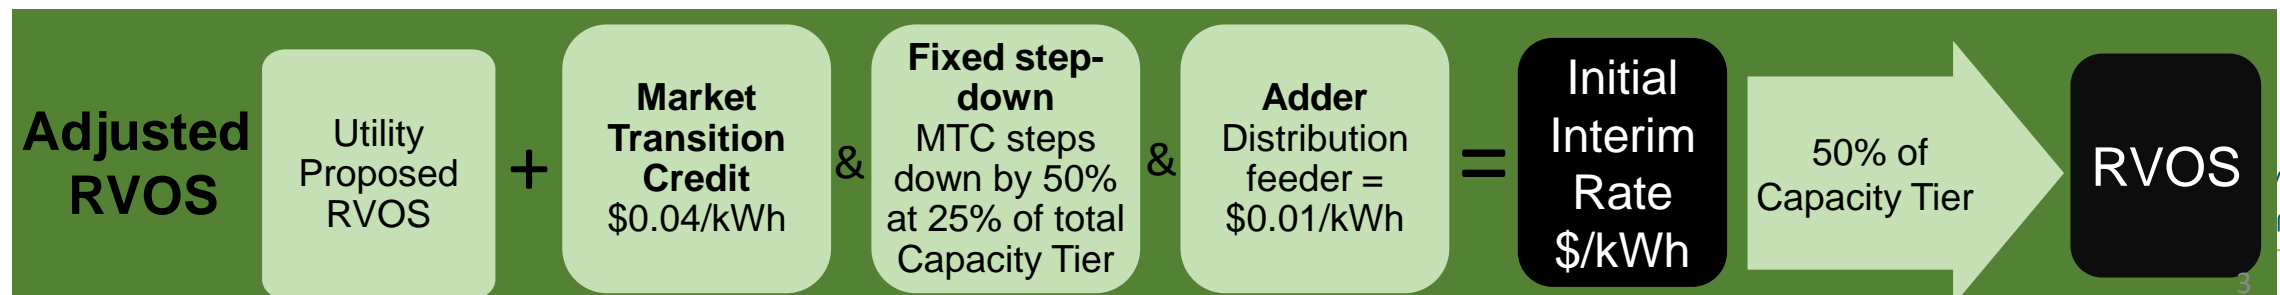 Adjusted
RVOS
Utility
Proposed
RVOS
+
Market
Transition
Credit
$0.04/kWh
&
Fixed step-
down
MTC steps
down by 50%
at 25% of total
Capacity Tier
&
Adder
Distribution
feeder =
$0.01/kWh
=
Initial
Interim
Rate
$/kWh
50% of
Capacity Tier
RVOS
3